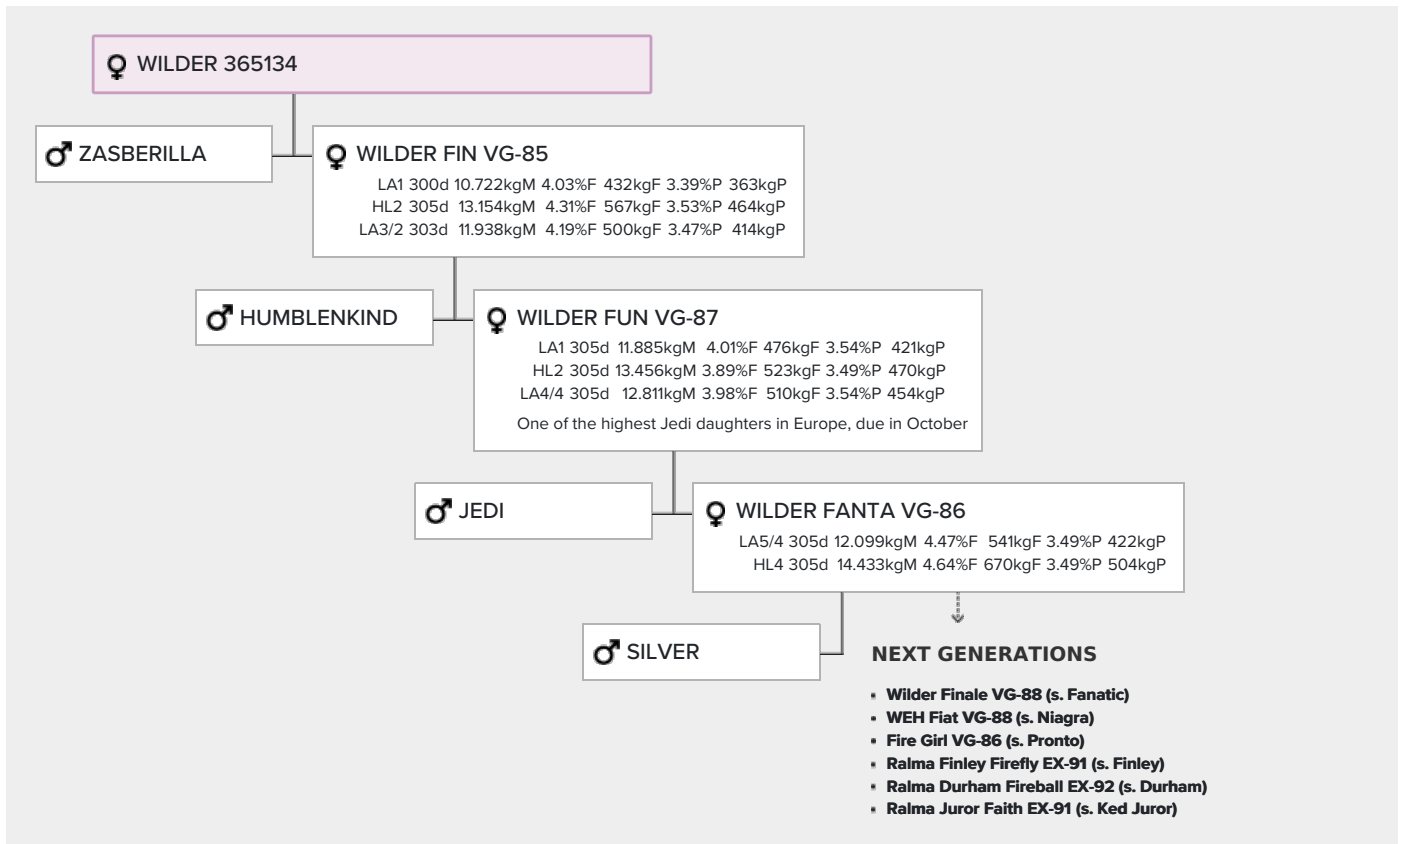 WILDER 365134
ZASBERILLA
WILDER FIN VG-85
LA1 300d 10.722kgM 4.03%F 432kgF 3.39%P 363kgP
HL2 305d 13.154kgM 4.31%F 567kgF 3.53%P 464kgP
LA3/2 303d 11.938kgM 4.19%F 500kgF 3.47%P 414kgP
HUMBLENKIND
WILDER FUN VG-87
LA1 305d 11.885kgM 4.01%F 476kgF 3.54%P 421kgP
HL2 305d 13.456kgM 3.89%F 523kgF 3.49%P 470kgP
LA4/4 305d 12.811kgM 3.98%F 510kgF 3.54%P 454kgP
One of the highest Jedi daughters in Europe, due in October
JEDI
WILDER FANTA VG-86
LA5/4 305d 12.099kgM 4.47%F 541kgF 3.49%P 422kgP
HL4 305d 14.433kgM 4.64%F 670kgF 3.49%P 504kgP
SILVER
NEXT GENERATIONS
Wilder Finale VG-88 (s. Fanatic)
WEH Fiat VG-88 (s. Niagra)
Fire Girl VG-86 (s. Pronto)
Ralma Finley Firefly EX-91 (s. Finley)
Ralma Durham Fireball EX-92 (s. Durham)
Ralma Juror Faith EX-91 (s. Ked Juror)